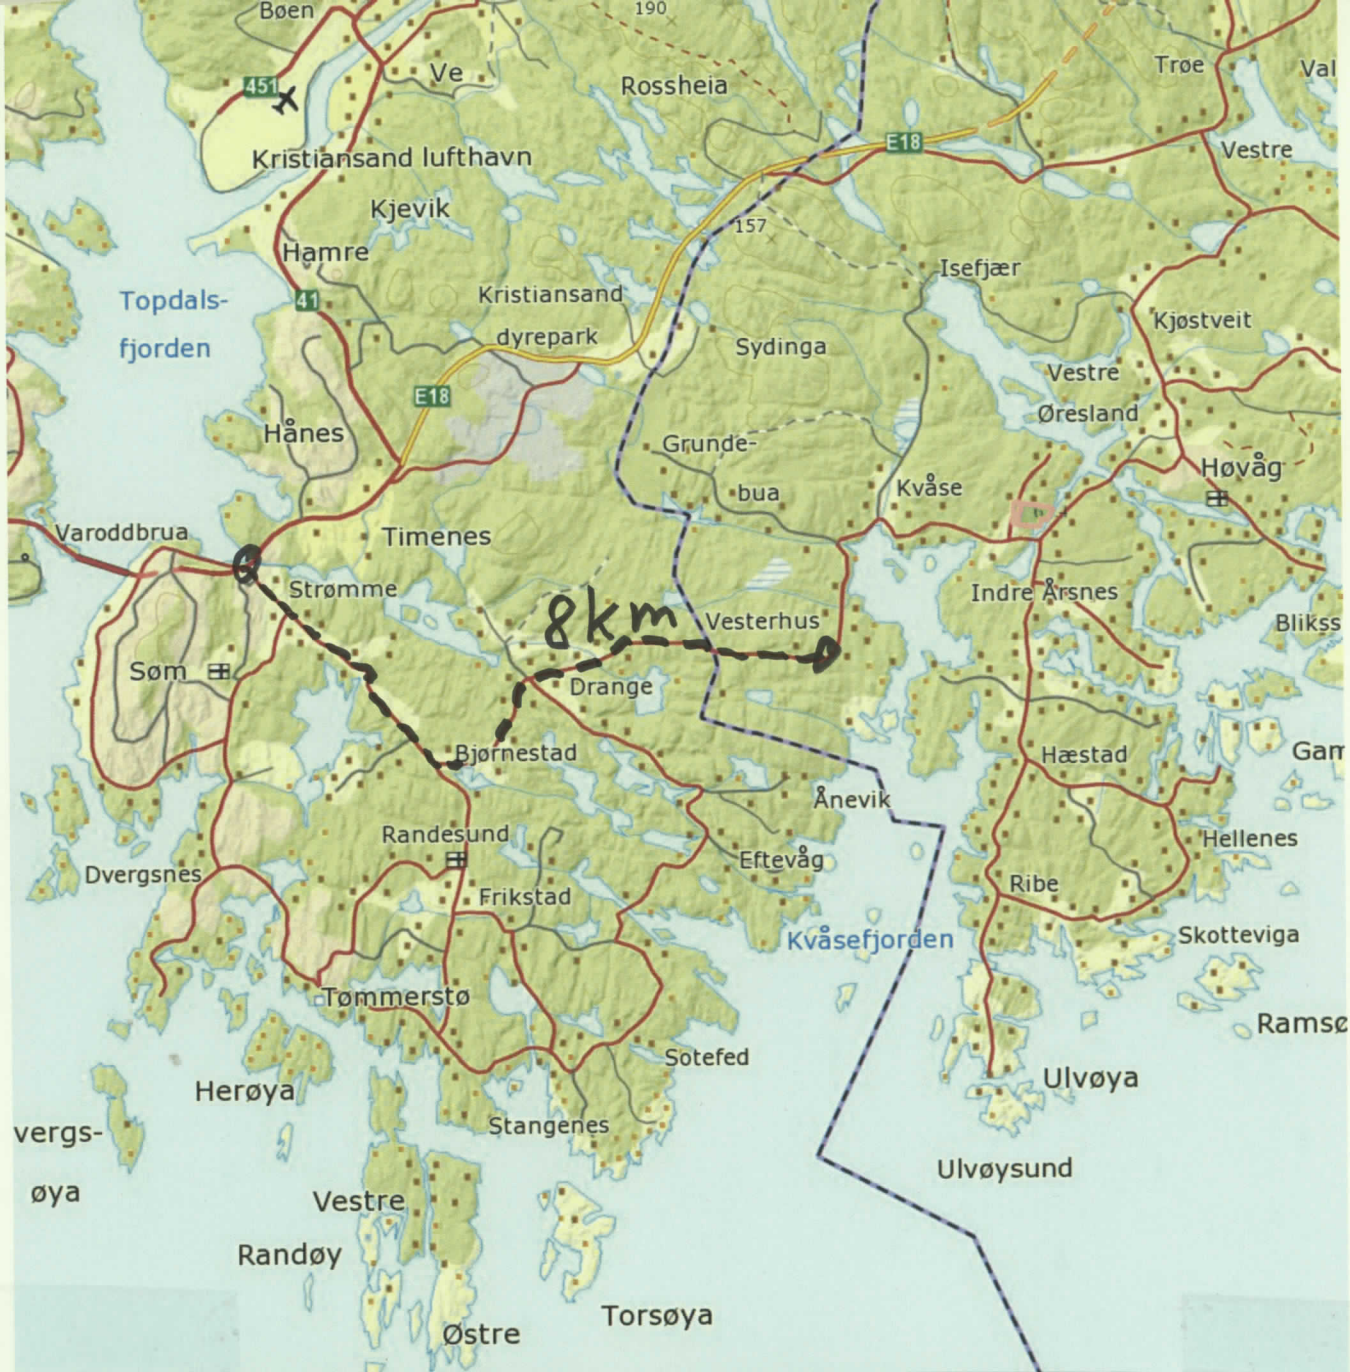 Bøen
190
Ve
Rossheia
Trøe
Val
451
E18
Kristiansand lufthavn
Vestre
Kjevik
157
Hamre
Isefjær
Topdals-
fjorden
41
Kristiansand
dyrepark
Kjøstveit
Sydinga
Vestre
Øresland
E18
Hånes
Grunde-
bua
Høvåg
Kvåse
Varoddbrua
Timenes
Strømme
8km
Vesterhus
Indre Årsnes
Blikss
Søm
Drange
Bjørnestad
Hæstad
Gam
Ånevik
Randesund
Hellenes
Dvergsnes
Eftevåg
Frikstad
Ribe
Kvåsefjorden
Skotteviga
Tømmerstø
Ramsø
Sotefed
Herøya
Ulvøya
Stangenes
vergs-
øya
Ulvøysund
Vestre
Randøy
Torsøya
Østre